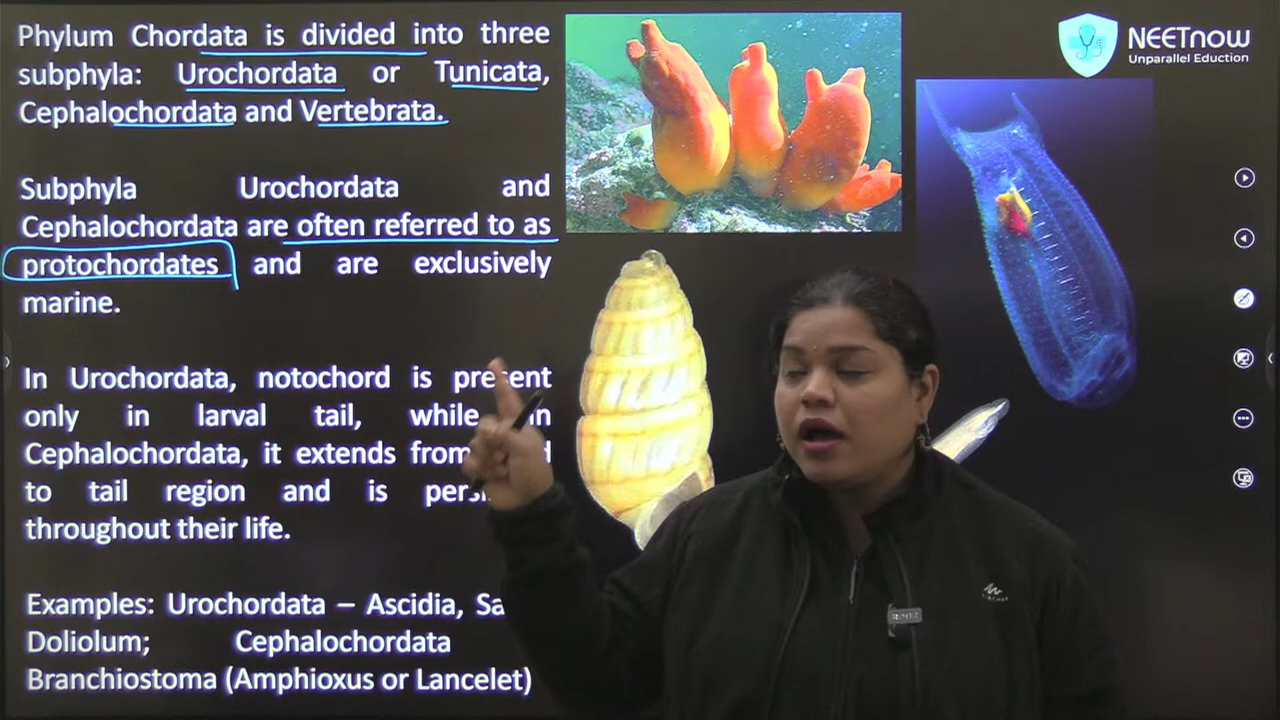 Phylum Chordata is divided into three
subphyla: Urochordata or Tunicata,
Cephalochordata and Vertebrata.
Subphyla Urochordata and
Cephalochordata are often referred to as
protochordates and are exclusively
marine.
In Urochordata, notochord is present
only in larval tail, while
Cephalochordata, it extends from
to tail region and is
throughout their life.
Examples: Urochordata – Ascidia,
Doliolum; Cephalochordata
Branchiostoma (Amphioxus or Lancelet)
NEETnow
Unparallel Eduction